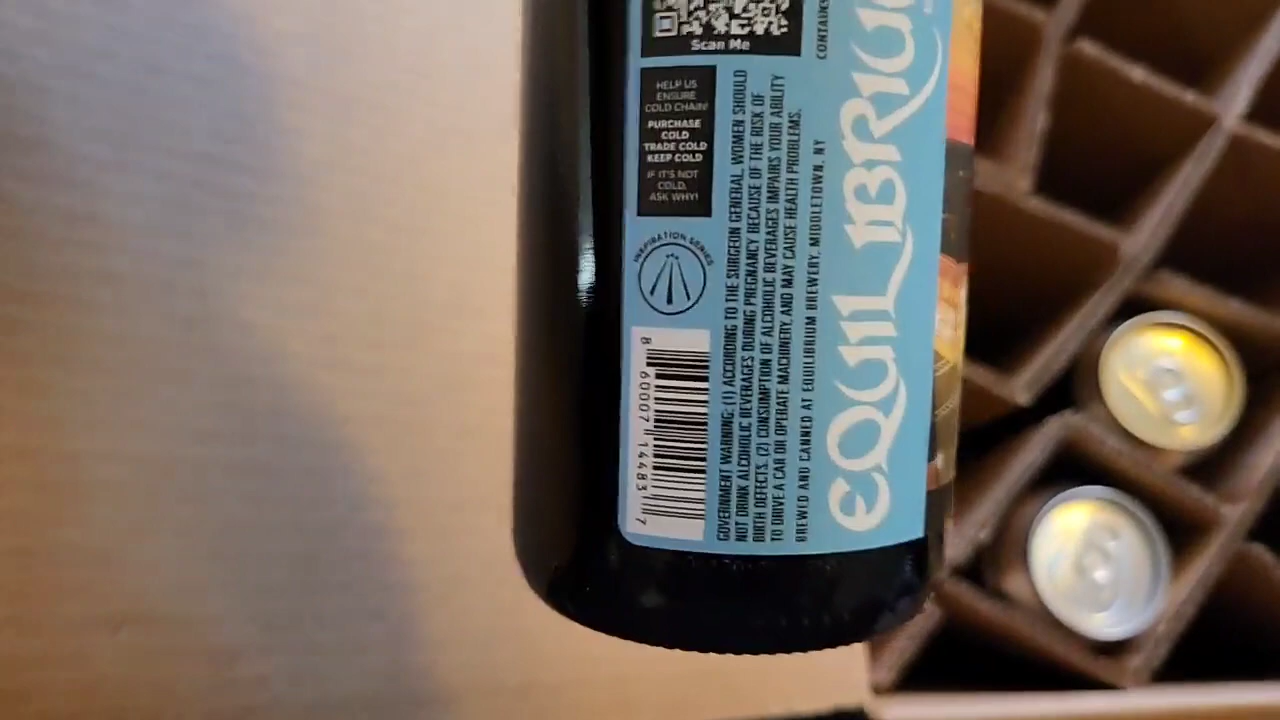 Scan Me
HELP US
ENSURE
COLD CHAIN!
PURCHASE
COLD
TRADE COLD
KEEP COLD
IF IT'S NOT
COLD,
ASK WHY!
INSPIRATION SERIES
8 60007 14483 7
GOVERNMENT WARNING: (1) ACCORDING TO THE SURGEON GENERAL, WOMEN SHOULD
NOT DRINK ALCOHOLIC BEVERAGES DURING PREGNANCY BECAUSE OF THE RISK OF
BIRTH DEFECTS. (2) CONSUMPTION OF ALCOHOLIC BEVERAGES IMPAIRS YOUR ABILITY
TO DRIVE A CAR OR OPERATE MACHINERY, AND MAY CAUSE HEALTH PROBLEMS.
BREWED AND CANNED AT EQUILIBRIUM BREWERY, MIDDLETOWN, NY
CONTAINS
EQUILIBRIU